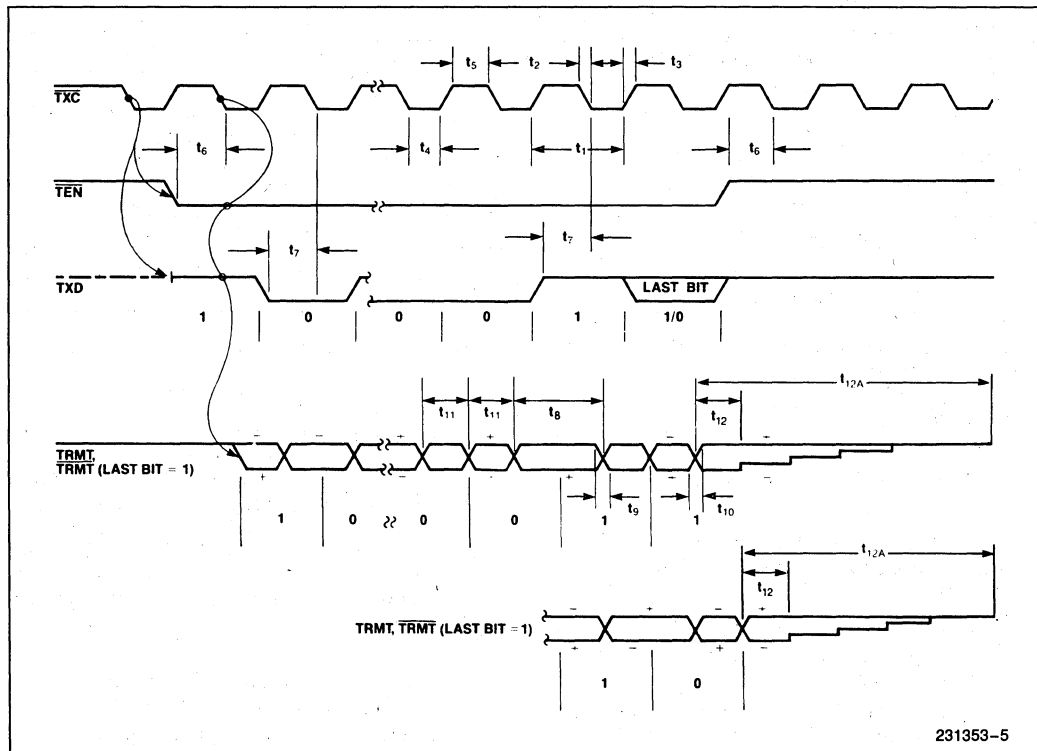 t5 t2 t3
TXC
t6 t4 t1 t6
TEN
t7 t7
TXD LAST BIT
1 0 0 0 1 1/0
t12A
t11 t11 t8 t12
− − + + − +
TRMT,
TRMT (LAST BIT = 1)
+ − - + − −
t9 t10
1 0 0 0 1 1
t12A
t12
− + − +
TRMT, TRMT (LAST BIT = 1)
+ − + −
1 0
231353–5